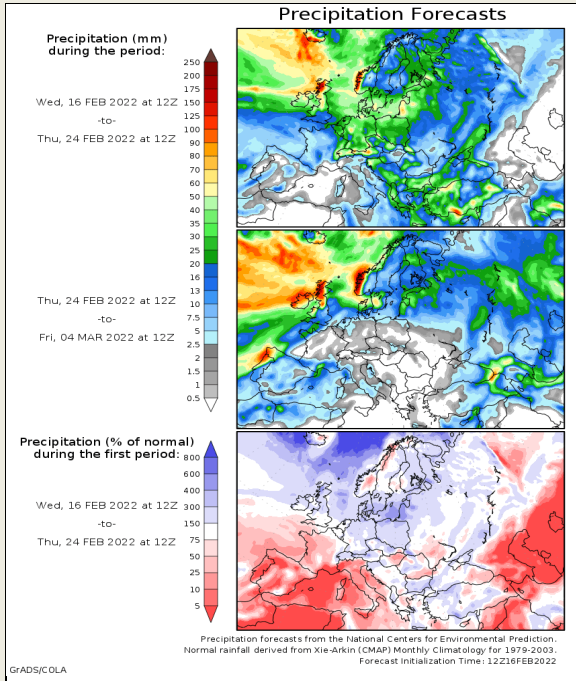 Precipitation Forecasts
Precipitation (mm)
during the period:
Wed, 16 FEB 2022 at 12Z
-to-
Thu, 24 FEB 2022 at 12Z
250
200
175
150
125
100
90
80
70
60
50
40
35
30
25
20
16
13
10
7.5
5
2.5
2
1.5
1
0.5
Thu, 24 FEB 2022 at 12Z
-to-
Fri, 04 MAR 2022 at 12Z
Precipitation (% of normal)
during the first period:
Wed, 16 FEB 2022 at 12Z
-to-
Thu, 24 FEB 2022 at 12Z
800
600
400
300
150
75
50
25
10
5
Precipitation forecasts from the National Centers for Environmental Prediction.
Normal rainfall derived from Xie-Arkin (CMAP) Monthly Climatology for 1979-2003.
Forecast Initialization Time: 12Z16FEB2022
GrADS/COLA